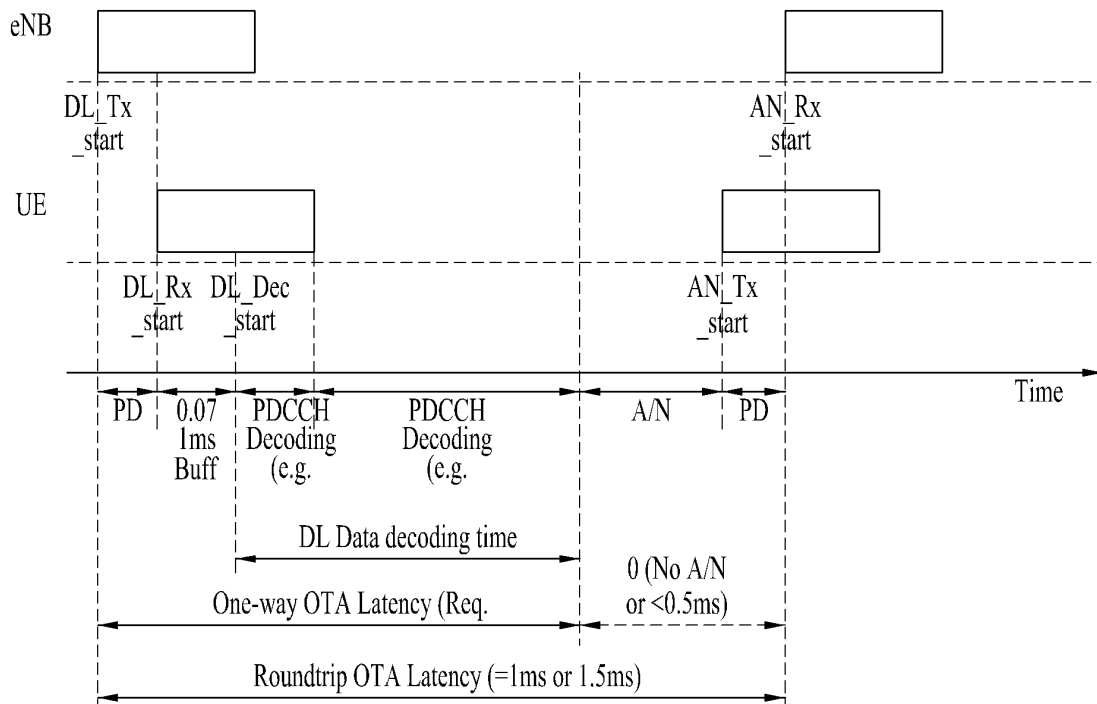 eNB
DL_Tx
_start
AN_Rx
_start
UE
DL_Rx
_start
DL_Dec
_start
AN_Tx
_start
Time
PD
0.07
1ms
Buff
PDCCH
Decoding
(e.g.
PDCCH
Decoding
(e.g.
A/N
PD
DL Data decoding time
0 (No A/N
or <0.5ms)
One-way OTA Latency (Req.
Roundtrip OTA Latency (=1ms or 1.5ms)